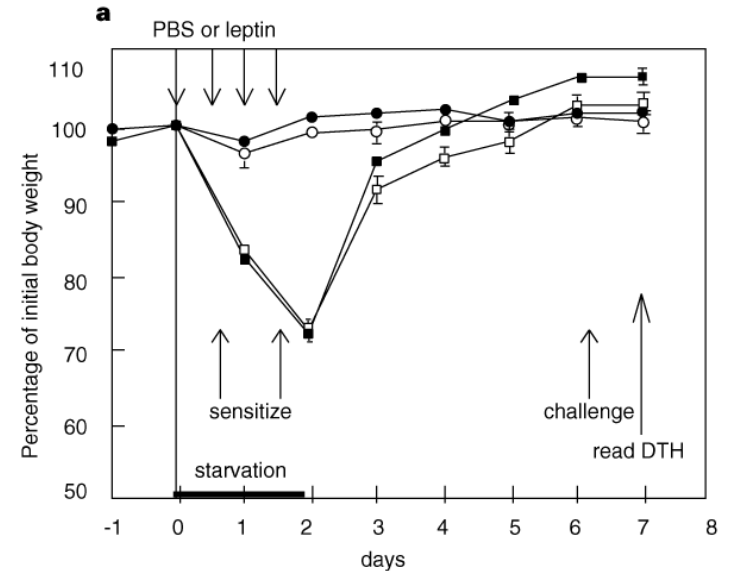 a
PBS or leptin
110
100
90
80
70
60
50
Percentage of initial body weight
sensitize
challenge
read DTH
starvation
-1 0 1 2 3 4 5 6 7 8
days